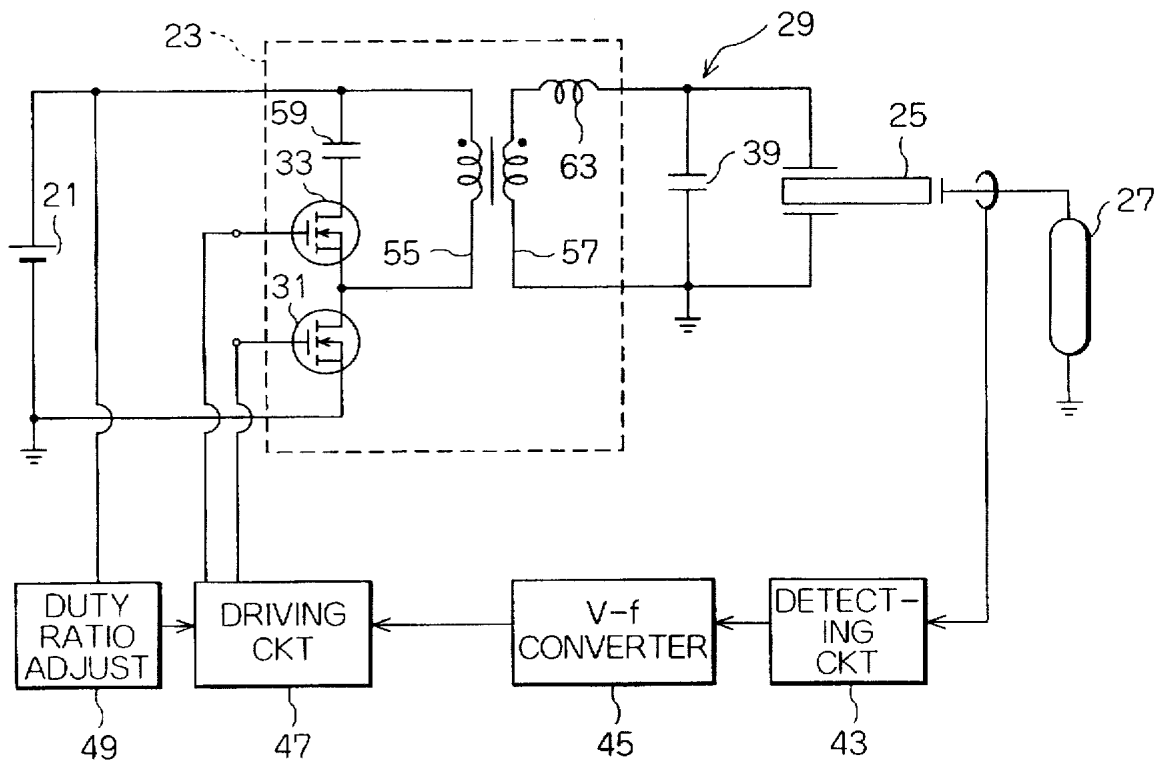 23
29
59
25
33
39
63
21
27
55
57
31
DUTY
RATIO
ADJUST
DRIVING
CKT
V-f
CONVERTER
DETECT-
ING
CKT
49
47
45
43